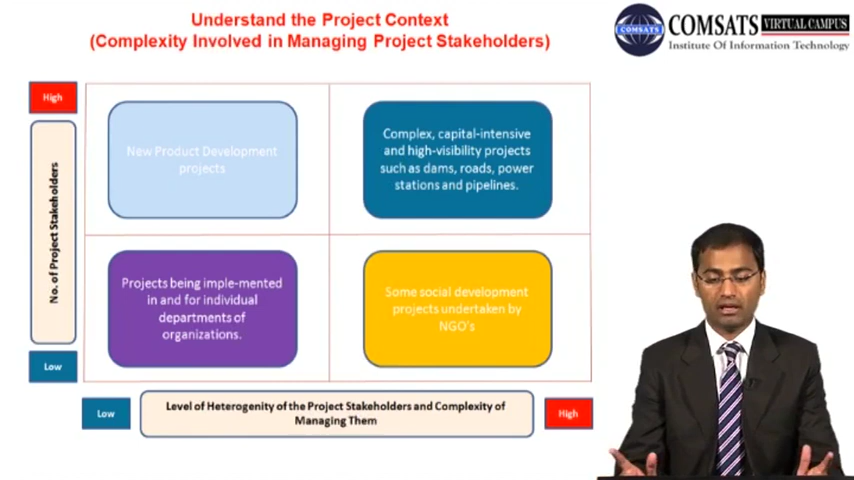 Understand the Project Context
(Complexity Involved in Managing Project Stakeholders)
COMSATS
COMSATS
VIRTUAL CAMPUS
Institute Of Information Technology
High
No. of Project Stakeholders
Low
New Product Development
projects
Complex, capital-intensive
and high-visibility projects
such as dams, roads, power
stations and pipelines.
Projects being imple-mented
in and for individual
departments of
organizations.
Some social development
projects undertaken by
NGO's
Low
Level of Heterogenity of the Project Stakeholders and Complexity of
Managing Them
High